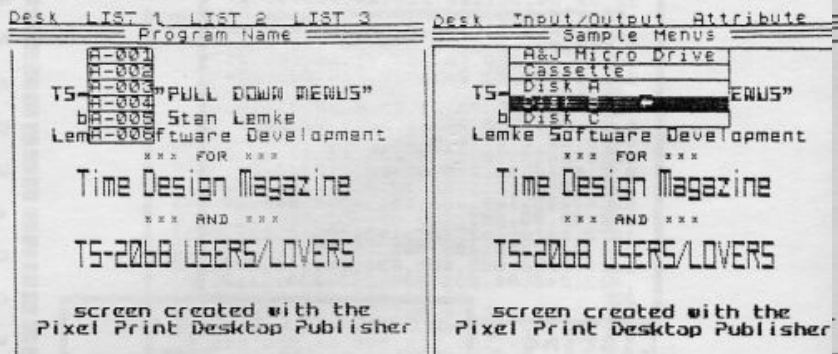 Desk LIST 1 LIST 2 LIST 3
Program Name
A-001
A-002
A-003
TS- "PULL DOWN MENUS"
A-004
b A-005 Stan Lemke
Lem A-006 ftware Development
*** FOR ***
Time Design Magazine
*** AND ***
TS-2068 USERS/LOVERS
screen created with the
Pixel Print Desktop Publisher
Desk Input/Output Attribute
Sample Menus
A&J Micro Drive
Cassette
Disk A
TS- ENUS"
Disk B
b Disk C
Lemke Software Development
*** FOR ***
Time Design Magazine
*** AND ***
TS-2068 USERS/LOVERS
screen created with the
Pixel Print Desktop Publisher